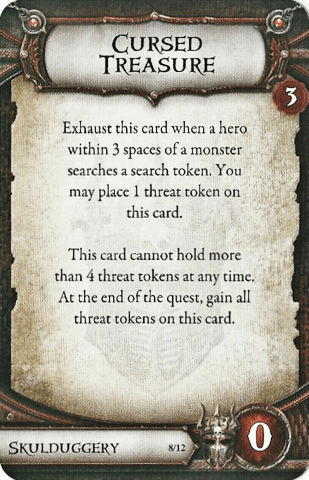 Cursed
Treasure
3
Exhaust this card when a hero
within 3 spaces of a monster
searches a search token. You
may place 1 threat token on
this card.
This card cannot hold more
than 4 threat tokens at any time.
At the end of the quest, gain all
threat tokens on this card.
Skulduggery 8/12 0